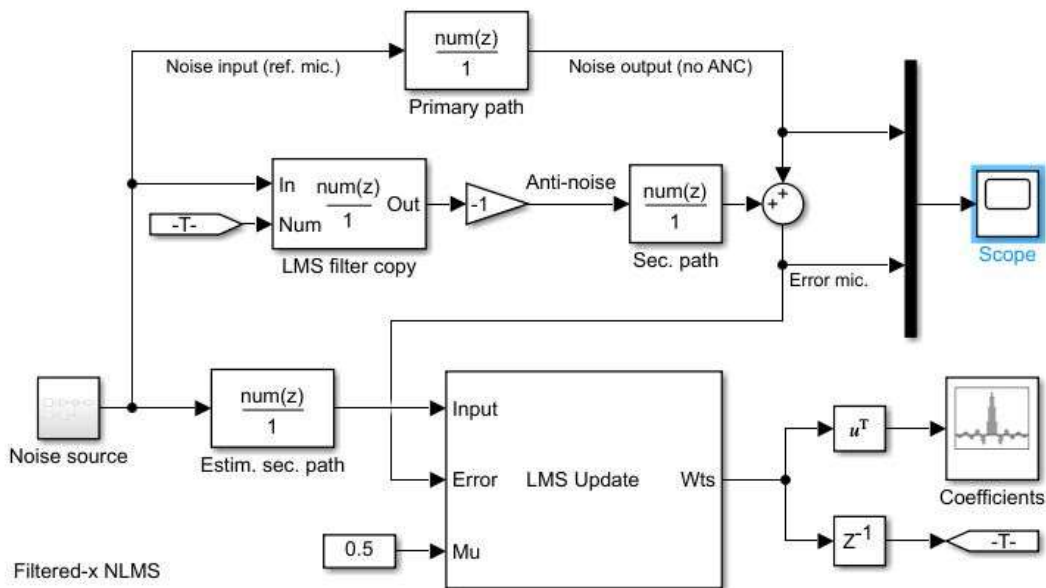 num(z)
1
Noise input (ref. mic.)
Noise output (no ANC)
Primary path
In
num(z)
1
Out
Num
-T-
LMS filter copy
-1
Anti-noise
num(z)
1
Sec. path
+
+
Scope
Error mic.
Noise source
num(z)
1
Estim. sec. path
Input
Error
LMS Update
Wts
Mu
0.5
uᵀ
Coefficients
Z⁻¹
-T-
Filtered-x NLMS